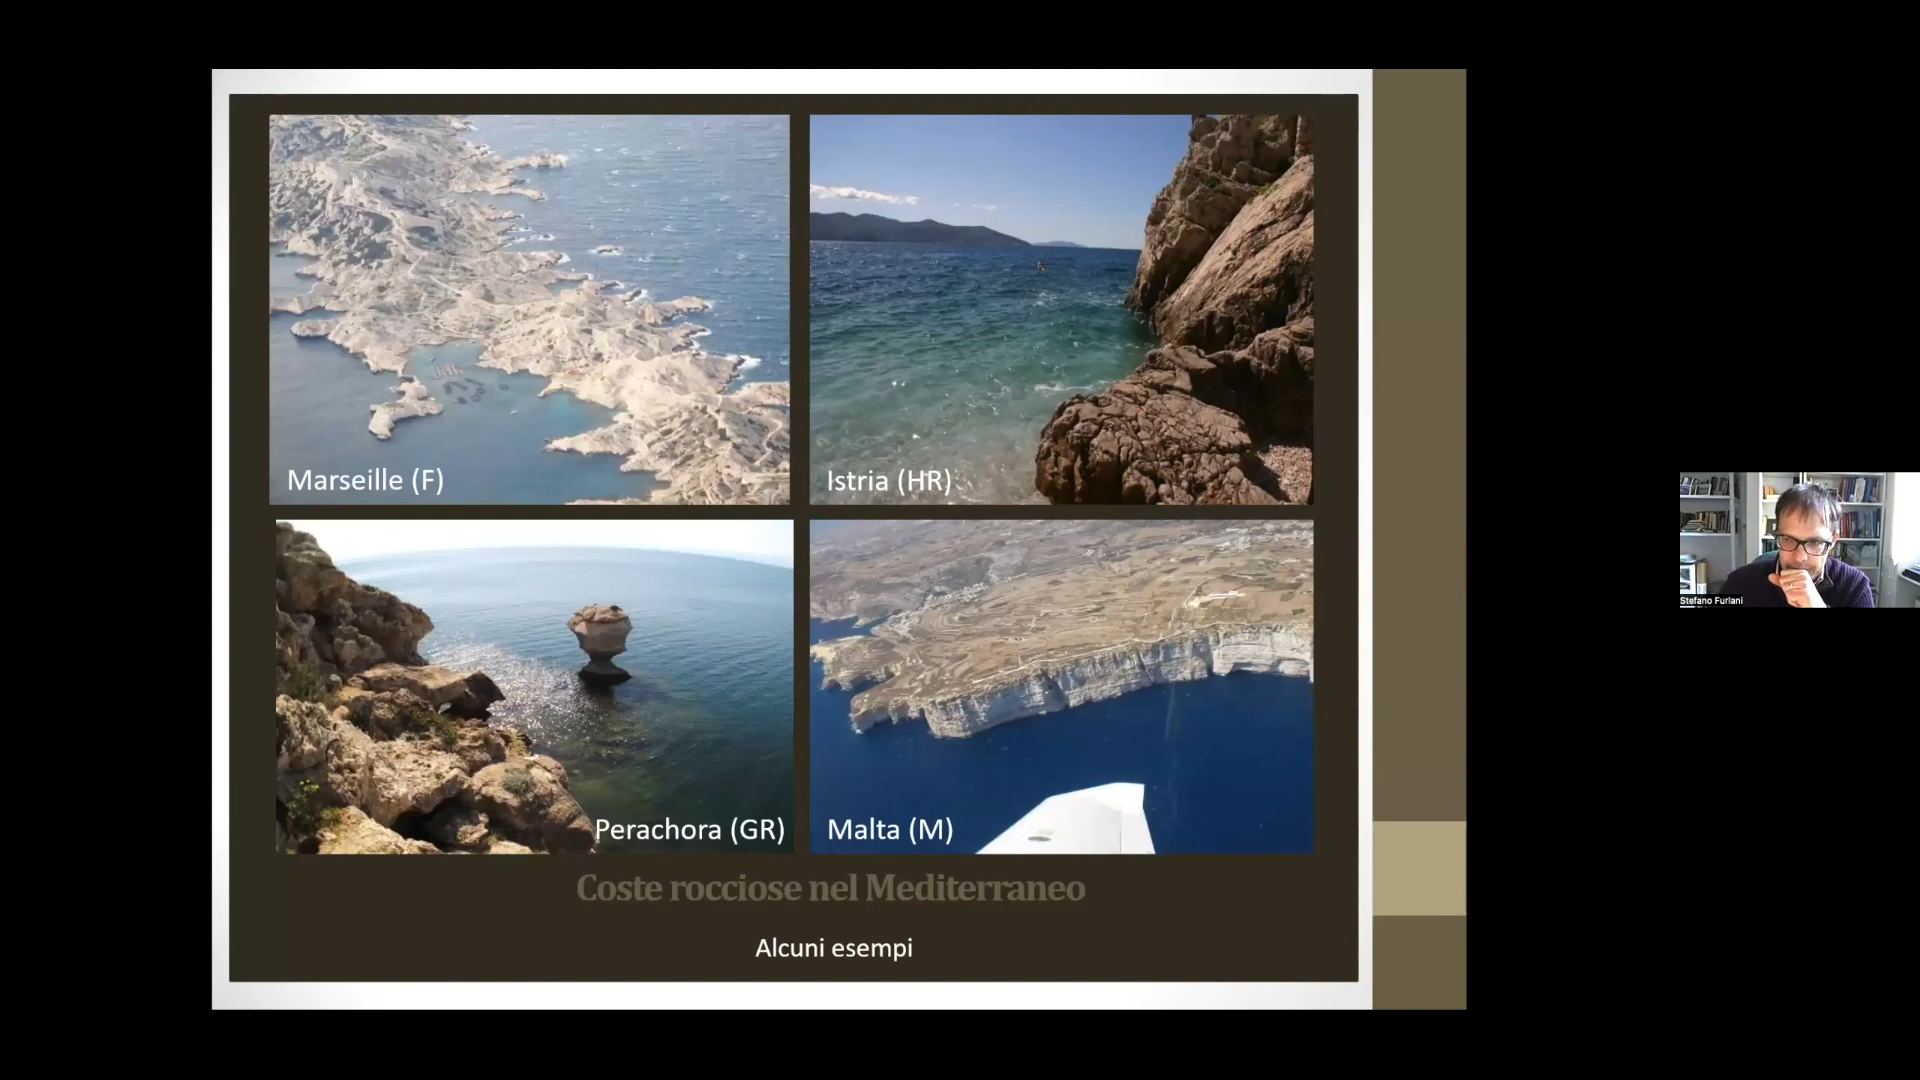 Marseille (F)
Istria (HR)
Perachora (GR)
Malta (M)
Coste rocciose nel Mediterraneo
Alcuni esempi
Stefano Furlani